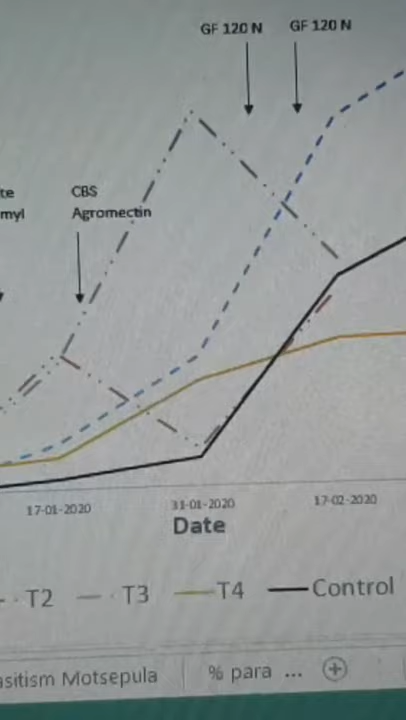 GF 120 N
GF 120 N
te
myl
CBS
Agromectin
17-01-2020
31-01-2020
17-02-2020
Date
T2
T3
T4
Control
asitism Motsepula
% para ...